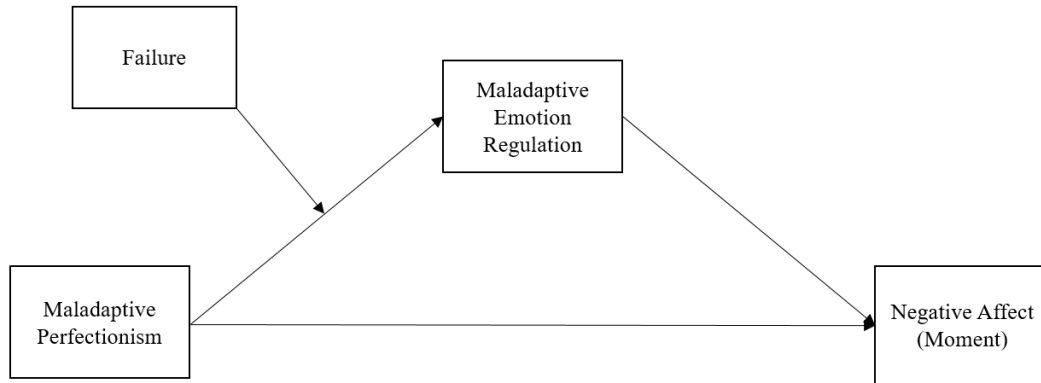 Failure
Maladaptive
Emotion
Regulation
Maladaptive
Perfectionism
Negative Affect
(Moment)